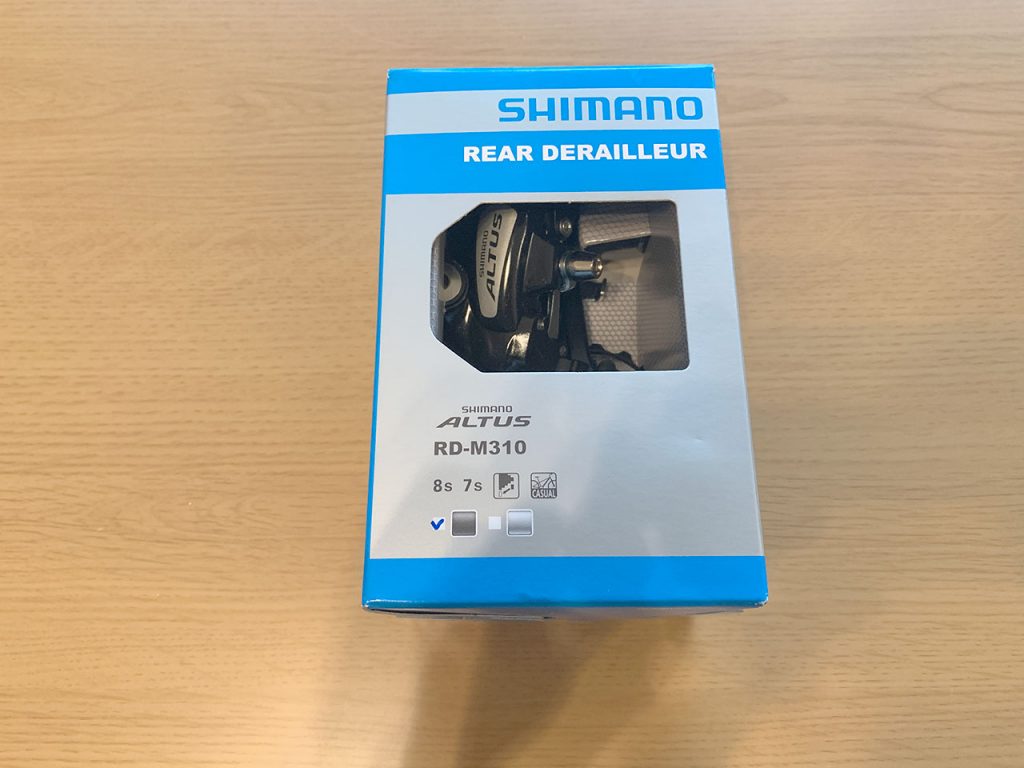 SHIMANO
REAR DERAILLEUR
SHIMANO
ALTUS
SHIMANO
ALTUS
RD-M310
8s 7s
CASUAL